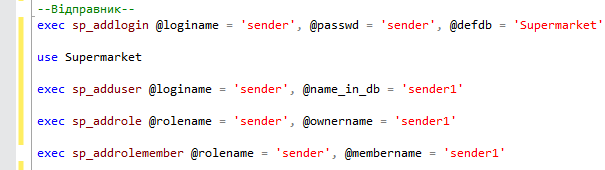 --Відправник--
exec sp_addlogin @loginame = 'sender', @passwd = 'sender', @defdb = 'Supermarket'
use Supermarket
exec sp_adduser @loginame = 'sender', @name_in_db = 'sender1'
exec sp_addrole @rolename = 'sender', @ownername = 'sender1'
exec sp_addrolemember @rolename = 'sender', @membername = 'sender1'